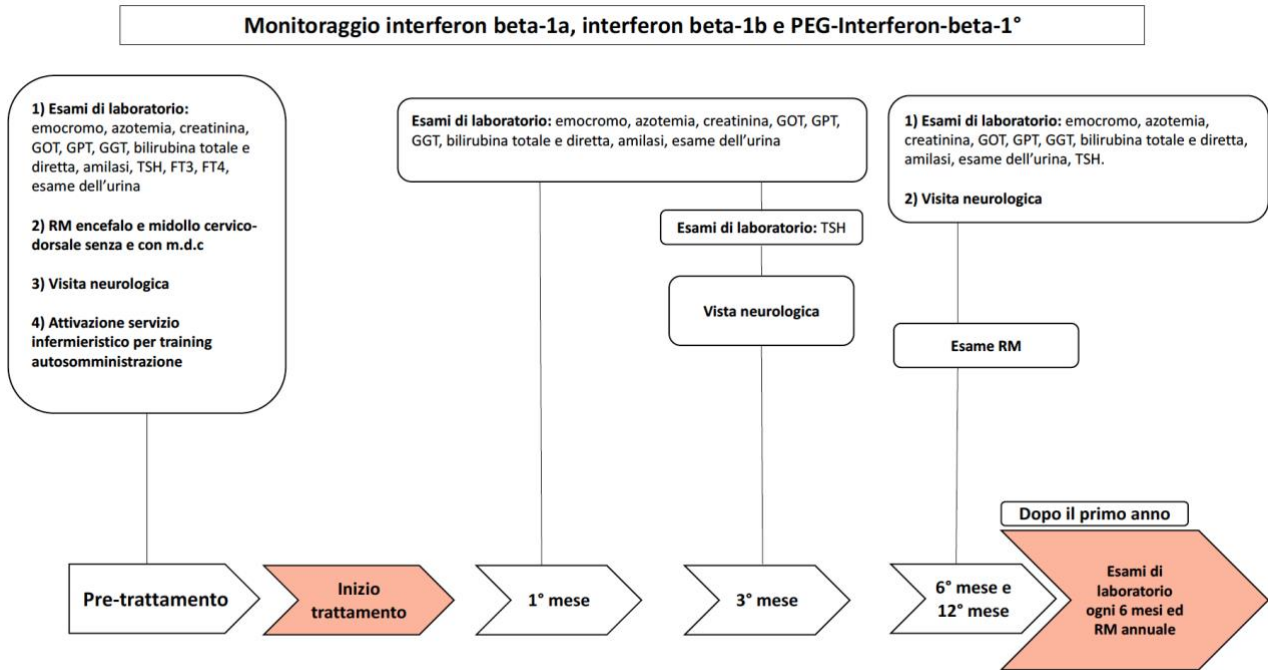 Monitoraggio interferon beta-1a, interferon beta-1b e PEG-Interferon-beta-1°
1) Esami di laboratorio:
emocromo, azotemia, creatinina,
GOT, GPT, GGT, bilirubina totale e
diretta, amilasi, TSH, FT3, FT4,
esame dell'urina
2) RM encefalo e midollo cervico-
dorsale senza e con m.d.c
3) Visita neurologica
4) Attivazione servizio
infermieristico per training
autosomministrazione
Esami di laboratorio: emocromo, azotemia, creatinina, GOT, GPT,
GGT, bilirubina totale e diretta, amilasi, esame dell'urina
Esami di laboratorio: TSH
Vista neurologica
1) Esami di laboratorio: emocromo, azotemia,
creatinina, GOT, GPT, GGT, bilirubina totale e diretta,
amilasi, esame dell'urina, TSH.
2) Visita neurologica
Esame RM
Dopo il primo anno
Pre-trattamento
Inizio
trattamento
1° mese
3° mese
6° mese e
12° mese
Esami di
laboratorio
ogni 6 mesi ed
RM annuale